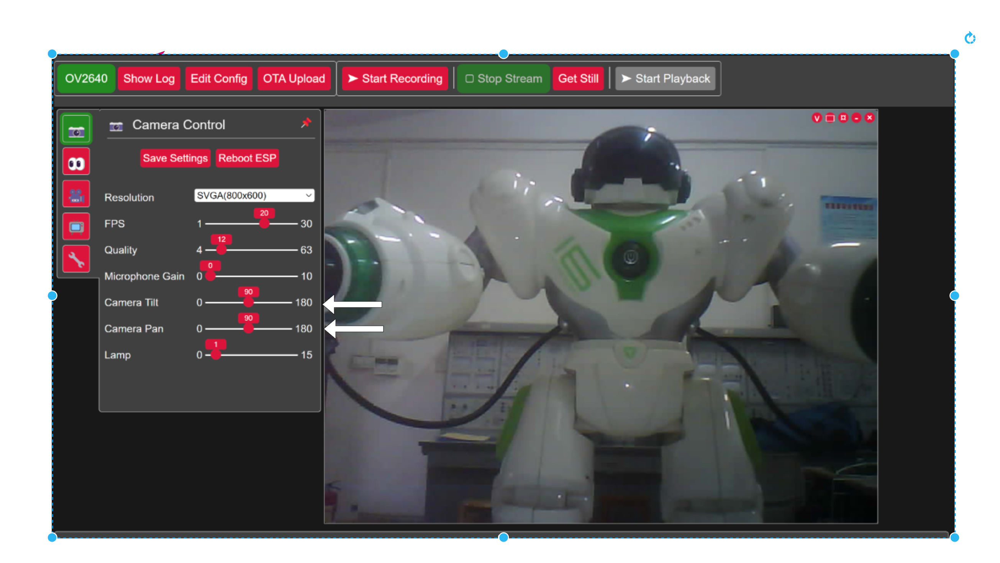 OV2640 Show Log Edit Config OTA Upload ➤ Start Recording ▢ Stop Stream Get Still ➤ Start Playback
Camera Control
Save Settings Reboot ESP
Resolution SVGA(800x600)
20
FPS 1 30
12
Quality 4 63
0
Microphone Gain 0 10
90
Camera Tilt 0 180
90
Camera Pan 0 180
1
Lamp 0 15
V ¤ - ×